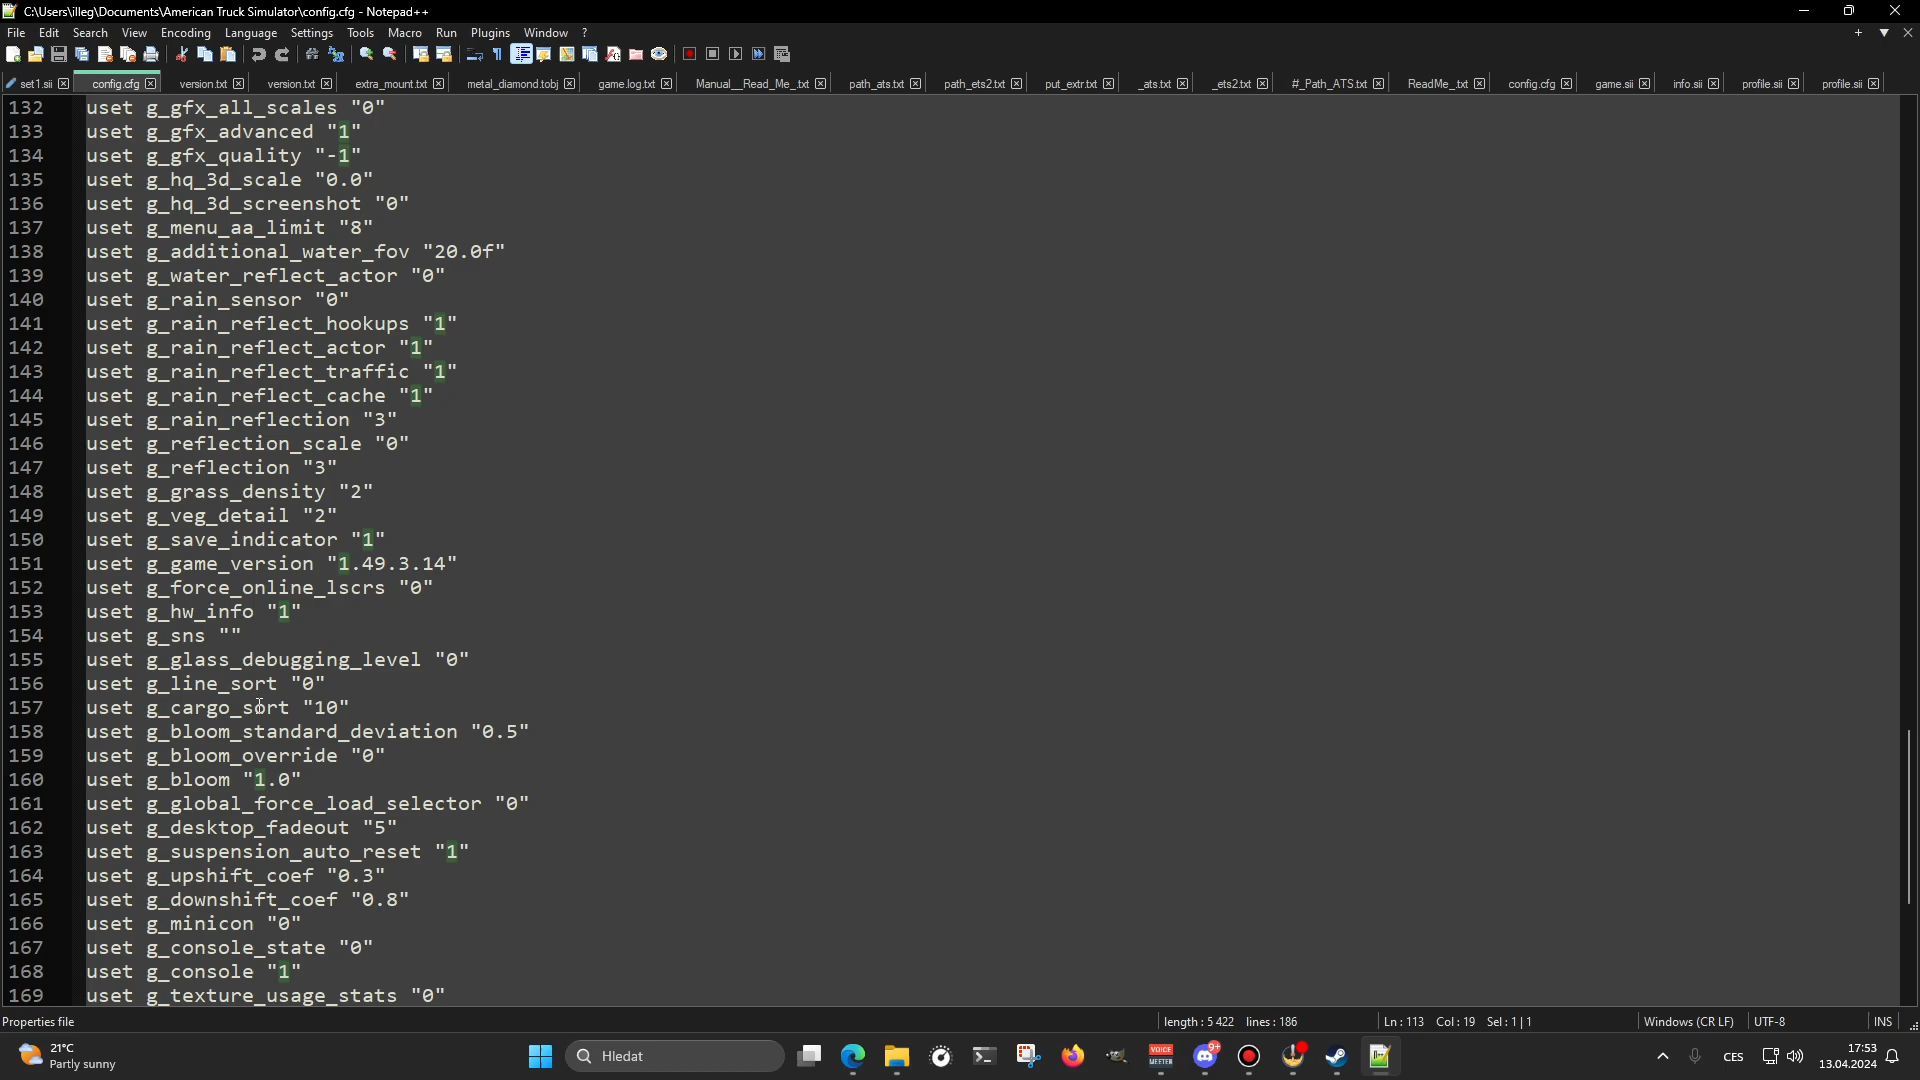 C:\Users\illeg\Documents\American Truck Simulator\config.cfg - Notepad++
File Edit Search View Encoding Language Settings Tools Macro Run Plugins Window ?
set1.sii config.cfg version.txt version.txt extra_mount.txt metal_diamond.tobj game.log.txt Manual__Read_Me_.txt path_ats.txt path_ets2.txt put_extr.txt _ats.txt _ets2.txt #_Path_ATS.txt ReadMe_.txt config.cfg game.sii info.sii profile.sii profile.sii
132 uset g_gfx_all_scales "0"
133 uset g_gfx_advanced "1"
134 uset g_gfx_quality "-1"
135 uset g_hq_3d_scale "0.0"
136 uset g_hq_3d_screenshot "0"
137 uset g_menu_aa_limit "8"
138 uset g_additional_water_fov "20.0f"
139 uset g_water_reflect_actor "0"
140 uset g_rain_sensor "0"
141 uset g_rain_reflect_hookups "1"
142 uset g_rain_reflect_actor "1"
143 uset g_rain_reflect_traffic "1"
144 uset g_rain_reflect_cache "1"
145 uset g_rain_reflection "3"
146 uset g_reflection_scale "0"
147 uset g_reflection "3"
148 uset g_grass_density "2"
149 uset g_veg_detail "2"
150 uset g_save_indicator "1"
151 uset g_game_version "1.49.3.14"
152 uset g_force_online_lscrs "0"
153 uset g_hw_info "1"
154 uset g_sns ""
155 uset g_glass_debugging_level "0"
156 uset g_line_sort "0"
157 uset g_cargo_sort "10"
158 uset g_bloom_standard_deviation "0.5"
159 uset g_bloom_override "0"
160 uset g_bloom "1.0"
161 uset g_global_force_load_selector "0"
162 uset g_desktop_fadeout "5"
163 uset g_suspension_auto_reset "1"
164 uset g_upshift_coef "0.3"
165 uset g_downshift_coef "0.8"
166 uset g_minicon "0"
167 uset g_console_state "0"
168 uset g_console "1"
169 uset g_texture_usage_stats "0"
Properties file length : 5 422 lines : 186 Ln : 113 Col : 19 Sel : 1 | 1 Windows (CR LF) UTF-8 INS
21°C
Partly sunny
Hledat
VOICE
MEETER
9+
CES
17:53
13.04.2024